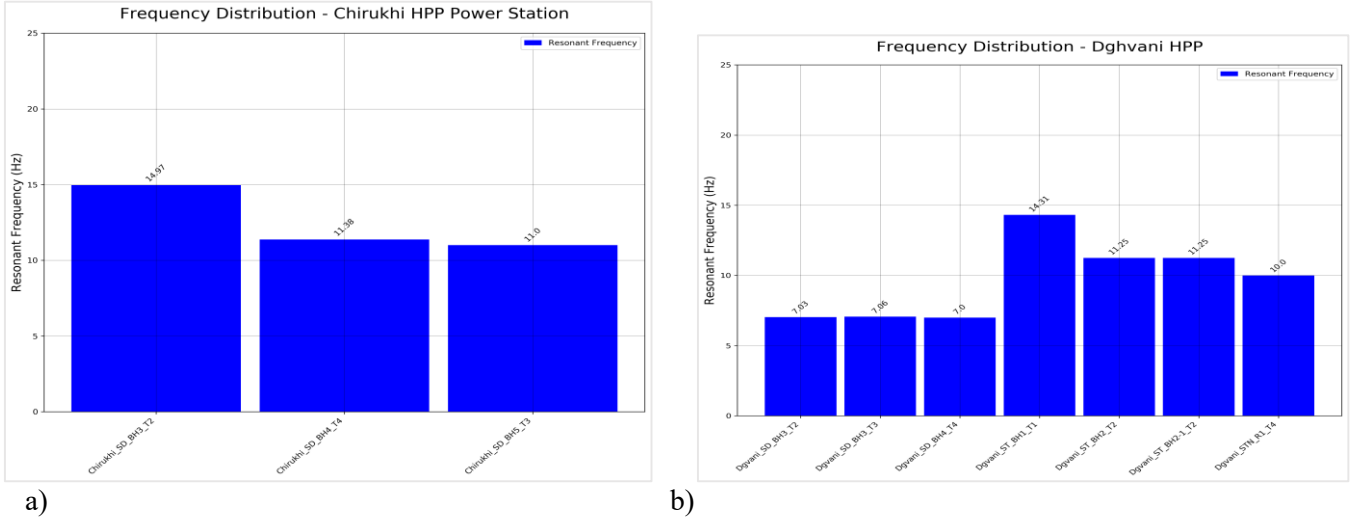 Frequency Distribution - Chirukhi HPP Power Station
Resonant Frequency
Resonant Frequency (Hz)
25
20
15
10
5
0
14.97
11.38
11.0
Chirukhi_SD_BH3_T2
Chirukhi_SD_BH4_T4
Chirukhi_SD_BH5_T3
a)
Frequency Distribution - Dghvani HPP
Resonant Frequency
Resonant Frequency (Hz)
25
20
15
10
5
0
7.03
7.06
7.0
14.31
11.25
11.25
10.0
Dgvani_SD_BH3_T2
Dgvani_SD_BH3_T3
Dgvani_SD_BH4_T4
Dgvani_ST_BH1_T1
Dgvani_ST_BH2_T2
Dgvani_ST_BH2-1_T2
Dgvani_STN_R1_T4
b)